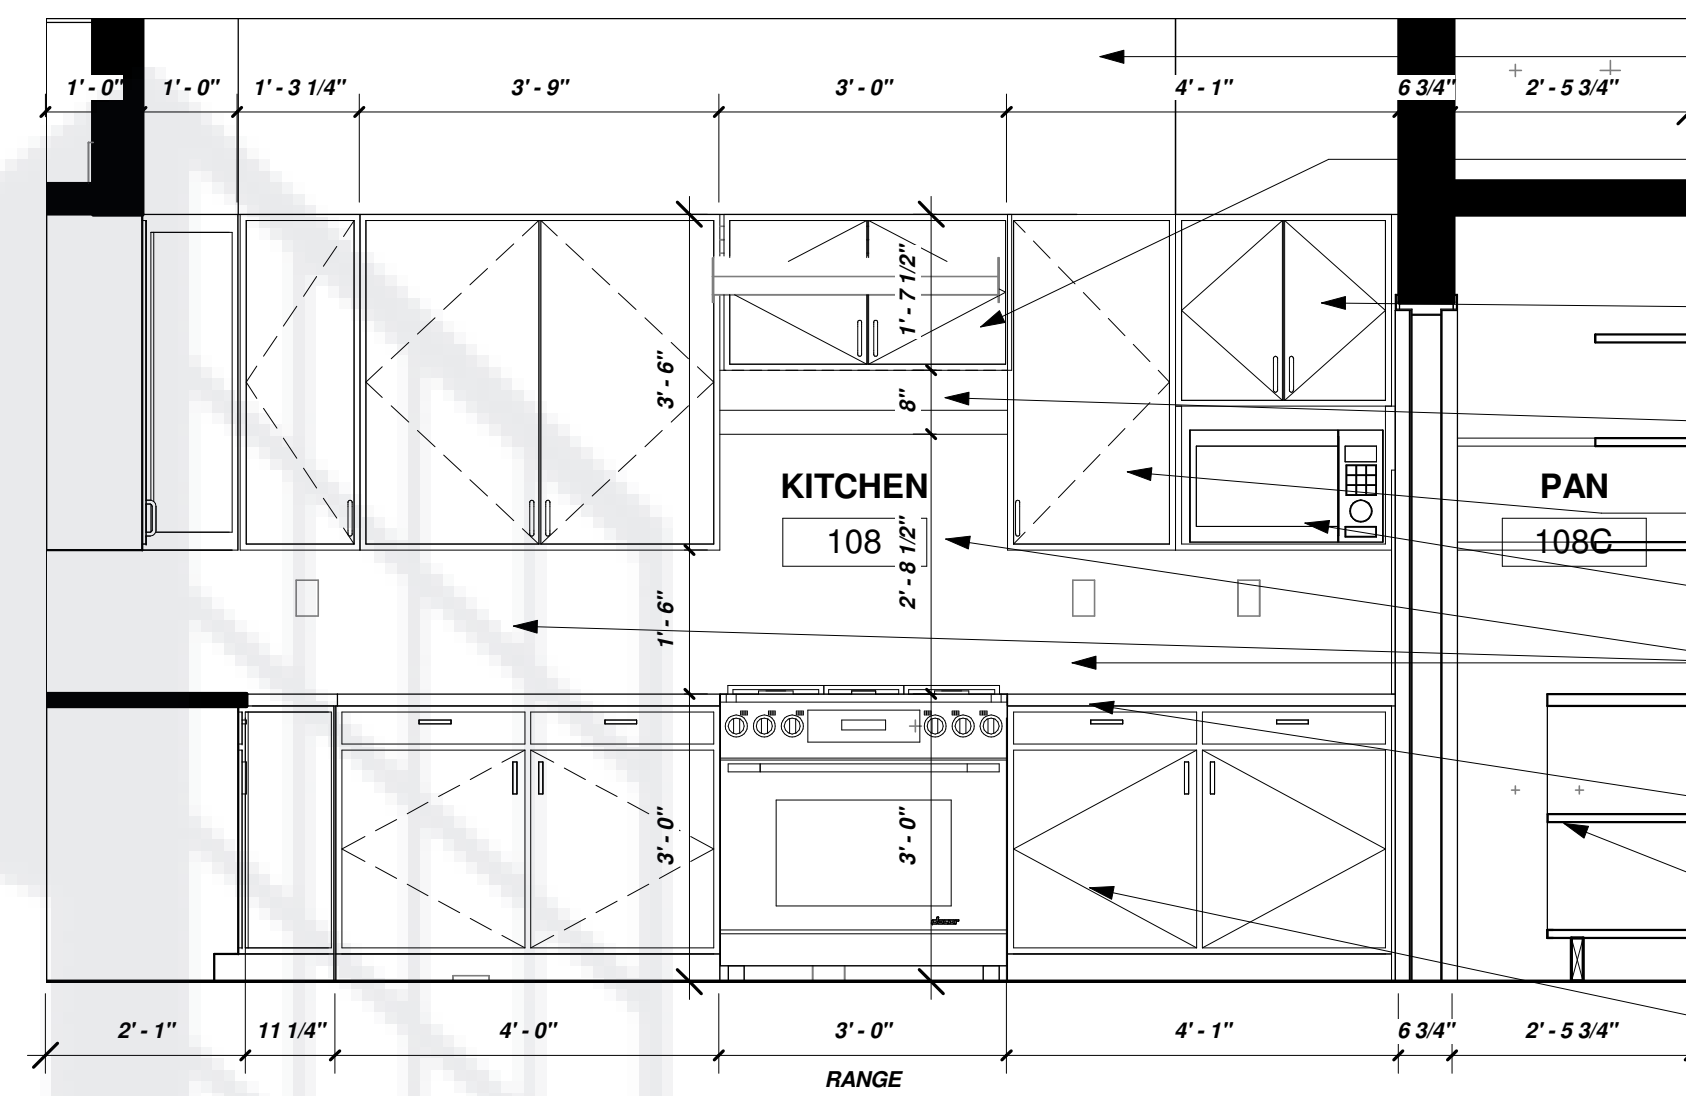 1' - 0" 1' - 0" 1' - 3 1/4" 3' - 9" 3' - 0" 4' - 1" 6 3/4" 2' - 5 3/4"
1' - 7 1/2"
3' - 6"
8"
KITCHEN
108
PAN
108C
2' - 8 1/2"
1' - 6"
3' - 0"
3' - 0"
dacor
2' - 1" 11 1/4" 4' - 0" 3' - 0" 4' - 1" 6 3/4" 2' - 5 3/4"
RANGE